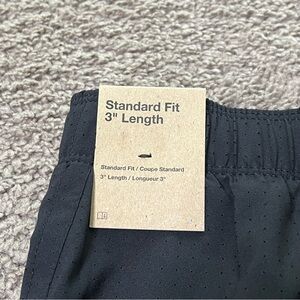 Standard Fit
3" Length
Standard Fit / Coupe Standard
3" Length / Longueur 3"